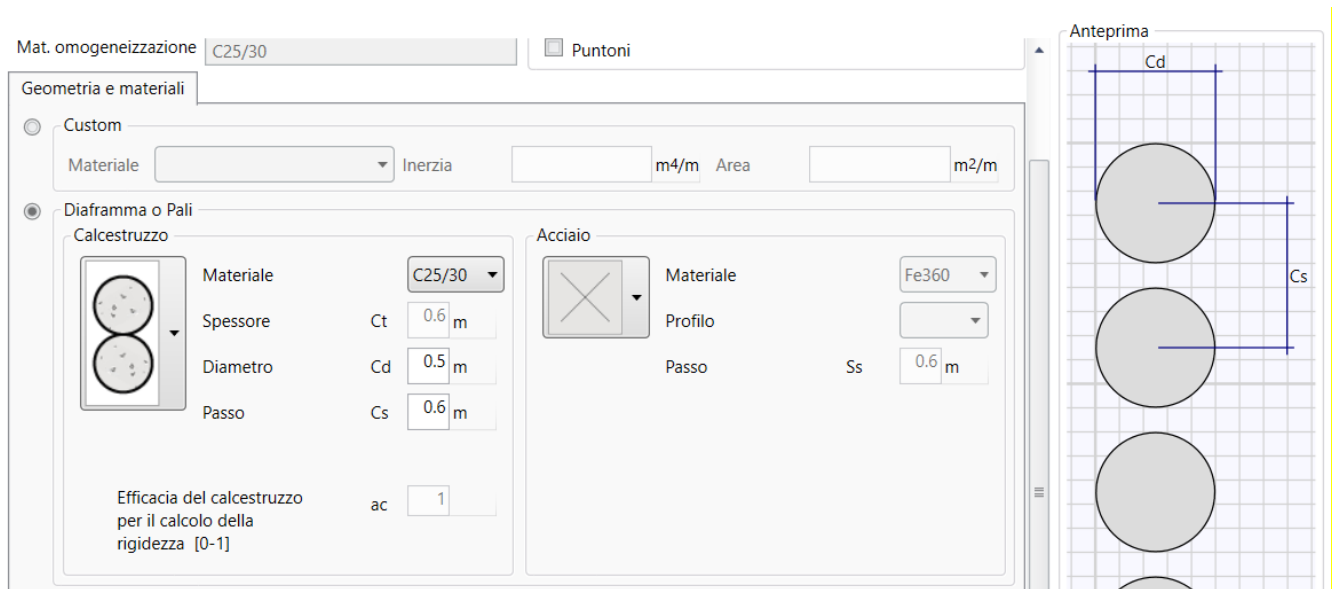 Mat. omogeneizzazione C25/30 Puntoni
Geometria e materiali
Custom
Materiale Inerzia m4/m Area m2/m
Diaframma o Pali
Calcestruzzo
Materiale C25/30
Spessore Ct 0.6 m
Diametro Cd 0.5 m
Passo Cs 0.6 m
Efficacia del calcestruzzo
per il calcolo della
rigidezza [0-1]
ac 1
Acciaio
Materiale Fe360
Profilo
Passo Ss 0.6 m
Anteprima
Cd
Cs